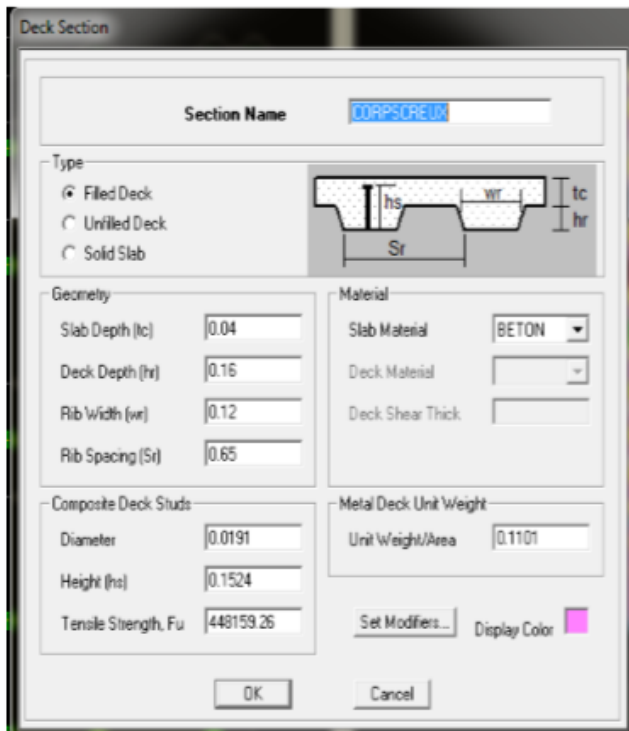 Deck Section
Section Name CORPSCREUX
Type
Filled Deck
Unfilled Deck
Solid Slab
hs wr tc
hr
Sr
Geometry
Slab Depth (tc) 0.04
Deck Depth (hr) 0.16
Rib Width (wr) 0.12
Rib Spacing (Sr) 0.65
Material
Slab Material BETON
Deck Material
Deck Shear Thick
Composite Deck Studs
Diameter 0.0191
Height (hs) 0.1524
Tensile Strength, Fu 448159.26
Metal Deck Unit Weight
Unit Weight/Area 0.1101
Set Modifiers... Display Color
OK Cancel